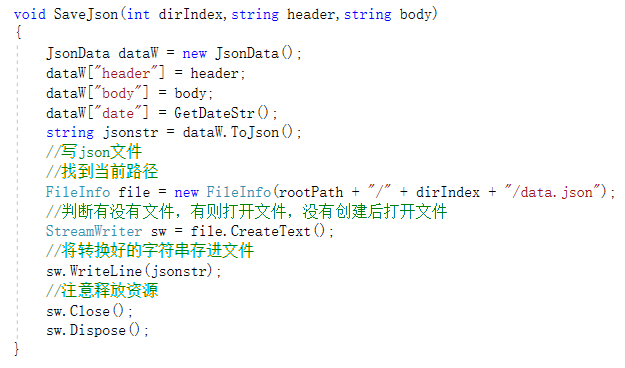 void SaveJson(int dirIndex,string header,string body)
{
    JsonData dataW = new JsonData();
    dataW["header"] = header;
    dataW["body"] = body;
    dataW["date"] = GetDateStr();
    string jsonstr = dataW.ToJson();
    //写json文件
    //找到当前路径
    FileInfo file = new FileInfo(rootPath + "/" + dirIndex + "/data.json");
    //判断有没有文件，有则打开文件，没有创建后打开文件
    StreamWriter sw = file.CreateText();
    //将转换好的字符串存进文件
    sw.WriteLine(jsonstr);
    //注意释放资源
    sw.Close();
    sw.Dispose();
}